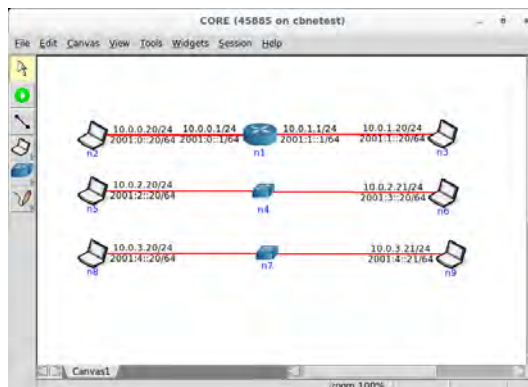 CORE (45885 on cbnetest)
File Edit Canvas View Tools Widgets Session Help
10.0.0.20/24 10.0.0.1/24 10.0.1.1/24 10.0.1.20/24
2001:0::20/64 2001:0::1/64 2001:1::1/64 2001:1::20/64
n2 n1 n3
10.0.2.20/24 10.0.2.21/24
2001:2::20/64 2001:3::20/64
n5 n4 n6
10.0.3.20/24 10.0.3.21/24
2001:4::20/64 2001:4::21/64
n8 n7 n9
Canvas1
zoom 100%